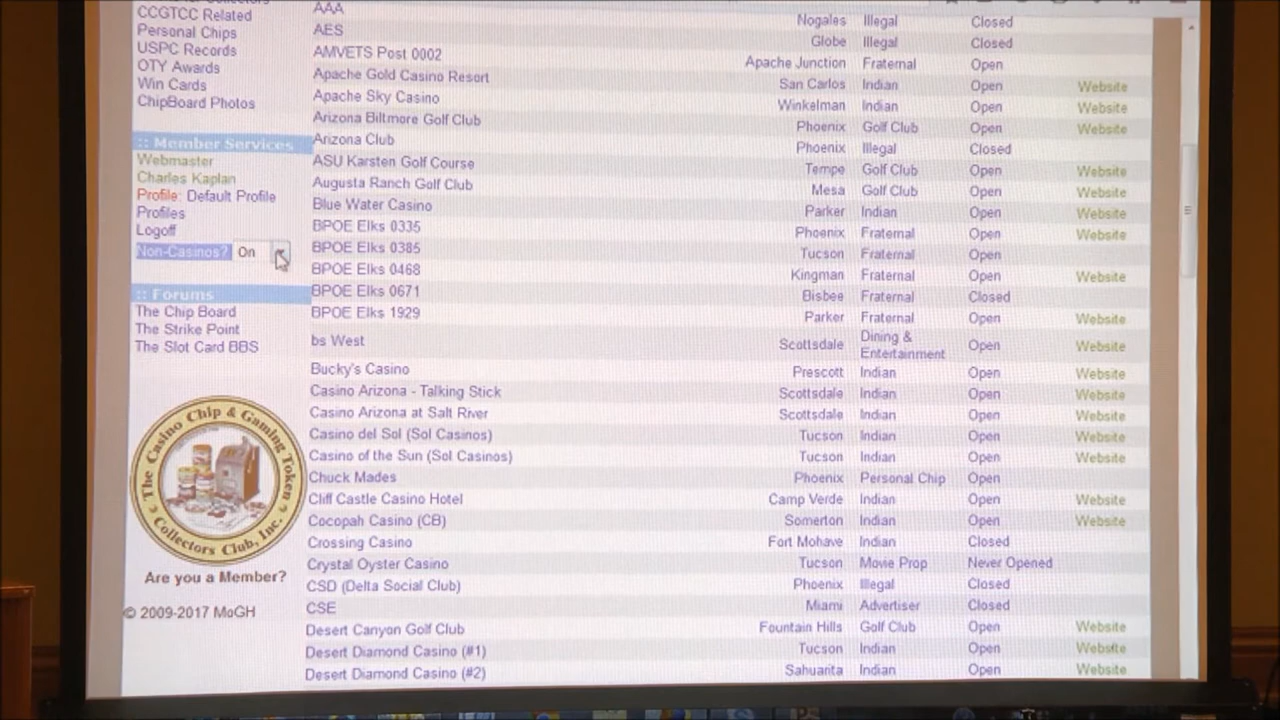 CCGTCC Related
Personal Chips
USPC Records
OTY Awards
Win Cards
ChipBoard Photos
:: Member Services
Webmaster
Charles Kaplan
Profile: Default Profile
Profiles
Logoff
Non-Casinos? On
:: Forums
The Chip Board
The Strike Point
The Slot Card BBS
The Casino Chip & Gaming Token
Collectors Club, Inc.
Are you a Member?
© 2009-2017 MoGH
AAA Nogales Illegal Closed
AES Globe Illegal Closed
AMVETS Post 0002 Apache Junction Fraternal Open
Apache Gold Casino Resort San Carlos Indian Open Website
Apache Sky Casino Winkelman Indian Open Website
Arizona Biltmore Golf Club Phoenix Golf Club Open Website
Arizona Club Phoenix Illegal Closed
ASU Karsten Golf Course Tempe Golf Club Open Website
Augusta Ranch Golf Club Mesa Golf Club Open Website
Blue Water Casino Parker Indian Open Website
BPOE Elks 0335 Phoenix Fraternal Open Website
BPOE Elks 0385 Tucson Fraternal Open
BPOE Elks 0468 Kingman Fraternal Open Website
BPOE Elks 0671 Bisbee Fraternal Closed
BPOE Elks 1929 Parker Fraternal Open Website
bs West Scottsdale Dining & Entertainment Open Website
Bucky's Casino Prescott Indian Open Website
Casino Arizona - Talking Stick Scottsdale Indian Open Website
Casino Arizona at Salt River Scottsdale Indian Open Website
Casino del Sol (Sol Casinos) Tucson Indian Open Website
Casino of the Sun (Sol Casinos) Tucson Indian Open Website
Chuck Mades Phoenix Personal Chip Open
Cliff Castle Casino Hotel Camp Verde Indian Open Website
Cocopah Casino (CB) Somerton Indian Open Website
Crossing Casino Fort Mohave Indian Closed
Crystal Oyster Casino Tucson Movie Prop Never Opened
CSD (Delta Social Club) Phoenix Illegal Closed
CSE Miami Advertiser Closed
Desert Canyon Golf Club Fountain Hills Golf Club Open Website
Desert Diamond Casino (#1) Tucson Indian Open Website
Desert Diamond Casino (#2) Sahuarita Indian Open Website